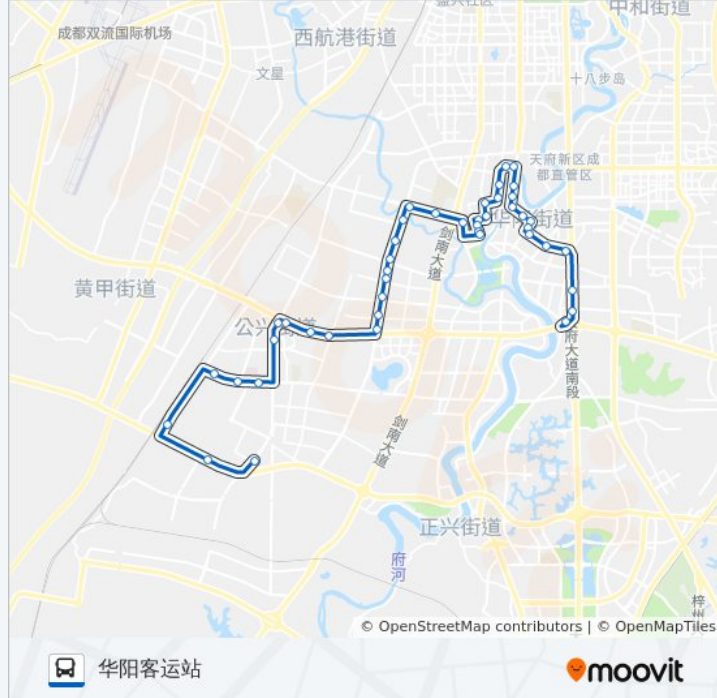 中和街道
成都双流国际机场
西航港街道
文星
十八步岛
天府新区成
都直管区
华阳街道
剑南大道
黄甲街道
公兴街道
府大道南段
剑南大道
正兴街道
府河
梓州
© OpenStreetMap contributors | © OpenMapTiles
华阳客运站
moovit